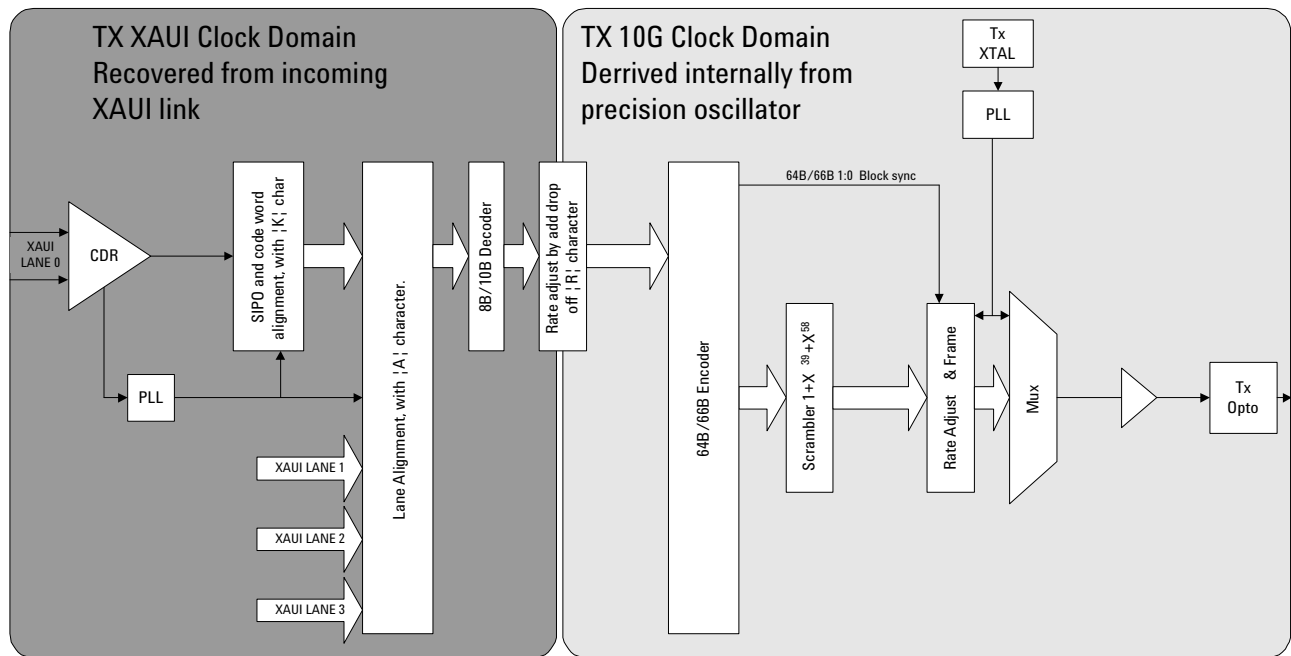 TX XAUI Clock Domain
Recovered from incoming
XAUI link
TX 10G Clock Domain
Derrived internally from
precision oscillator
Tx
XTAL
PLL
XAUI
LANE 0
CDR
SIPO and code word
alignment, with ¦K¦ char
PLL
XAUI LANE 1
XAUI LANE 2
XAUI LANE 3
Lane Alignment, with ¦A¦ character.
8B/10B Decoder
Rate adjust by add drop
off ¦R¦ character
64B/66B Encoder
64B/66B 1:0 Block sync
Scrambler 1+X 39+X58
Rate Adjust & Frame
Mux
Tx
Opto